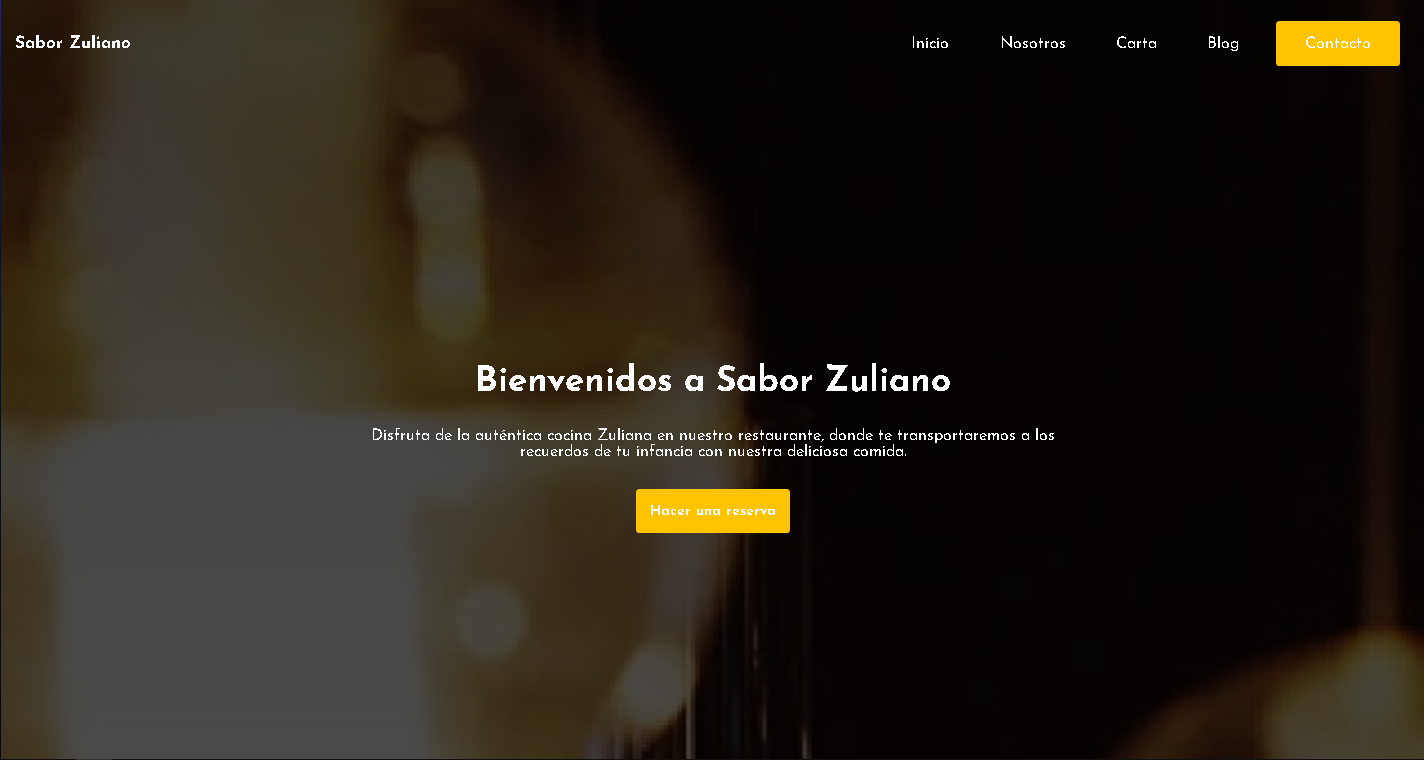 Sabor Zuliano
Inicio
Nosotros
Carta
Blog
Contacto
Bienvenidos a Sabor Zuliano
Disfruta de la auténtica cocina Zuliana en nuestro restaurante, donde te transportaremos a los
recuerdos de tu infancia con nuestra deliciosa comida.
Hacer una reserva